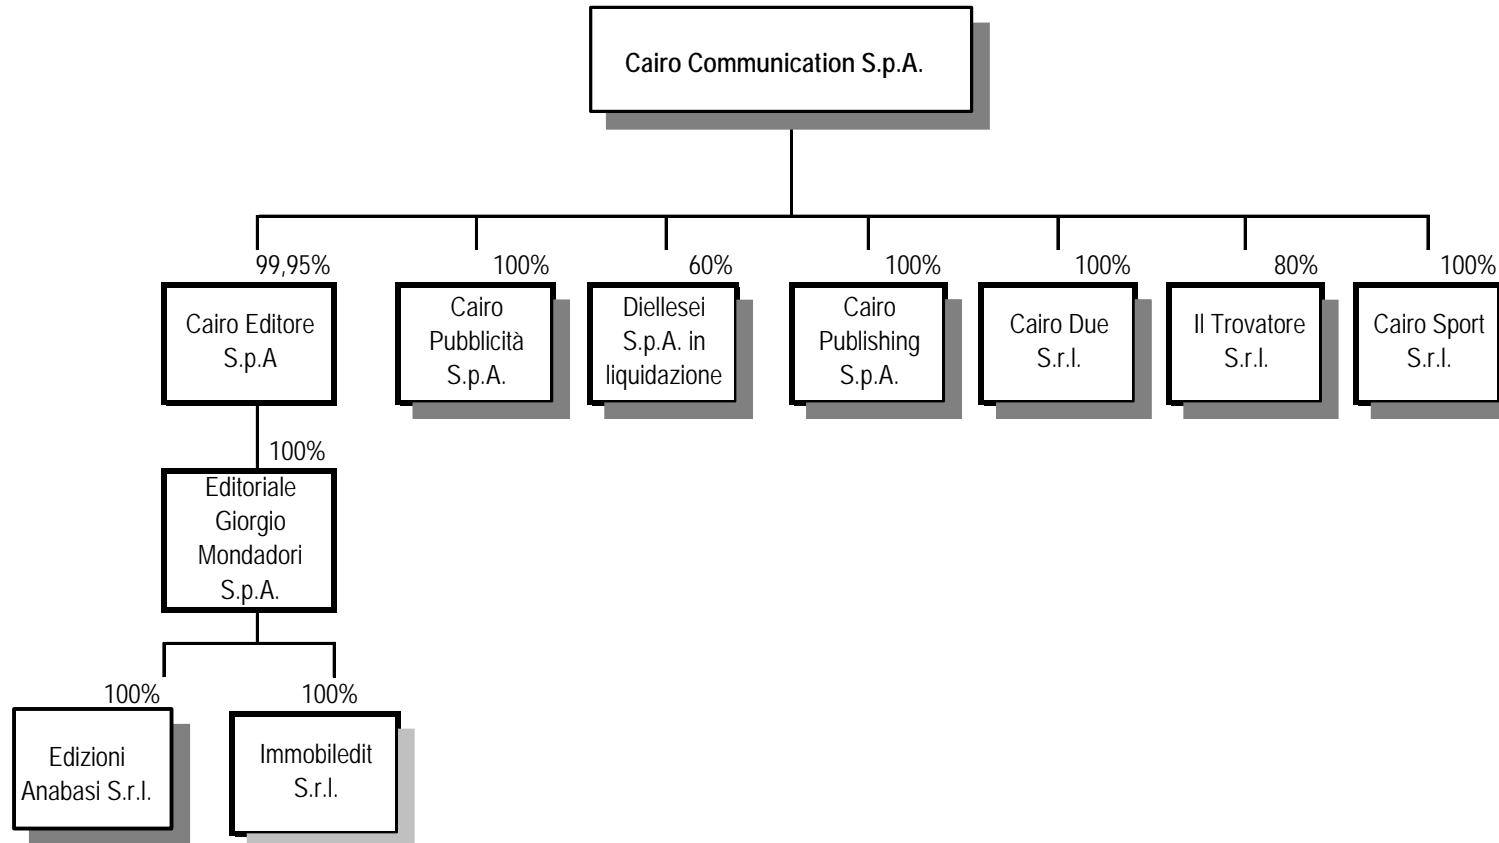 Cairo Communication S.p.A.
99,95%
100%
60%
100%
100%
80%
100%
Cairo Editore
S.p.A
Cairo
Pubblicità
S.p.A.
Diellesei
S.p.A. in
liquidazione
Cairo
Publishing
S.p.A.
Cairo Due
S.r.l.
Il Trovatore
S.r.l.
Cairo Sport
S.r.l.
100%
Editoriale
Giorgio
Mondadori
S.p.A.
100%
100%
Edizioni
Anabasi S.r.l.
Immobiledit
S.r.l.